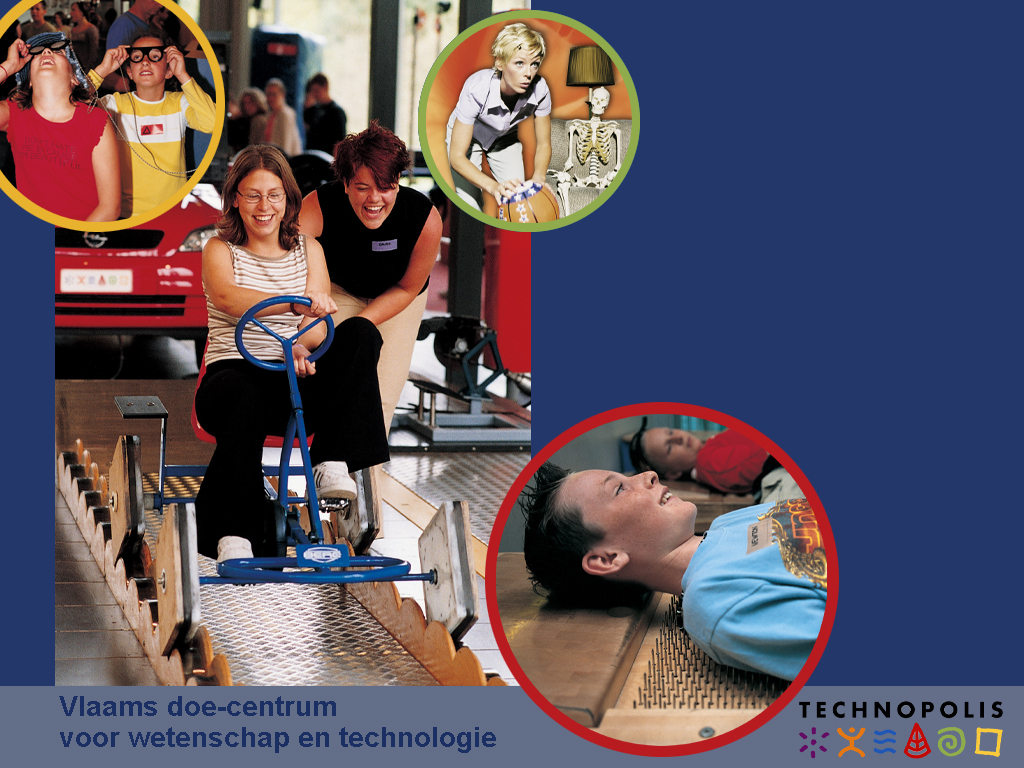 Vlaams doe-centrum
voor wetenschap en technologie
TECHNOPOLIS